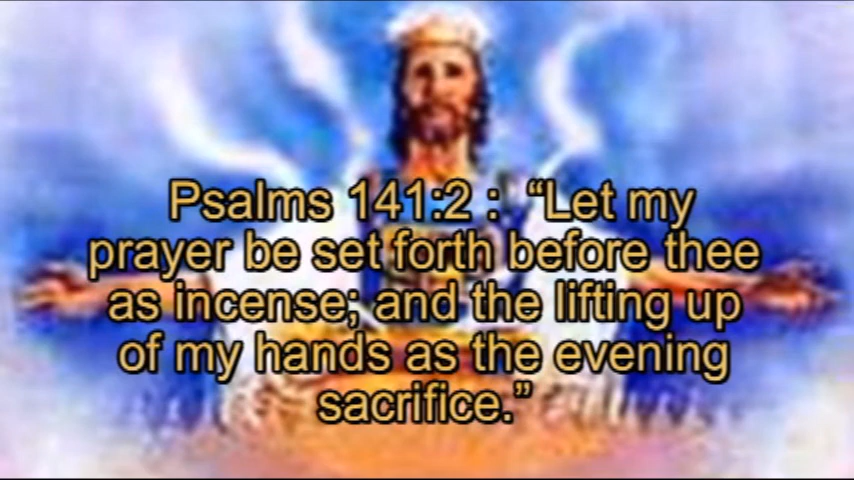 Psalms 141:2 :  “Let my
prayer be set forth before thee
as incense; and the lifting up
of my hands as the evening
sacrifice.”